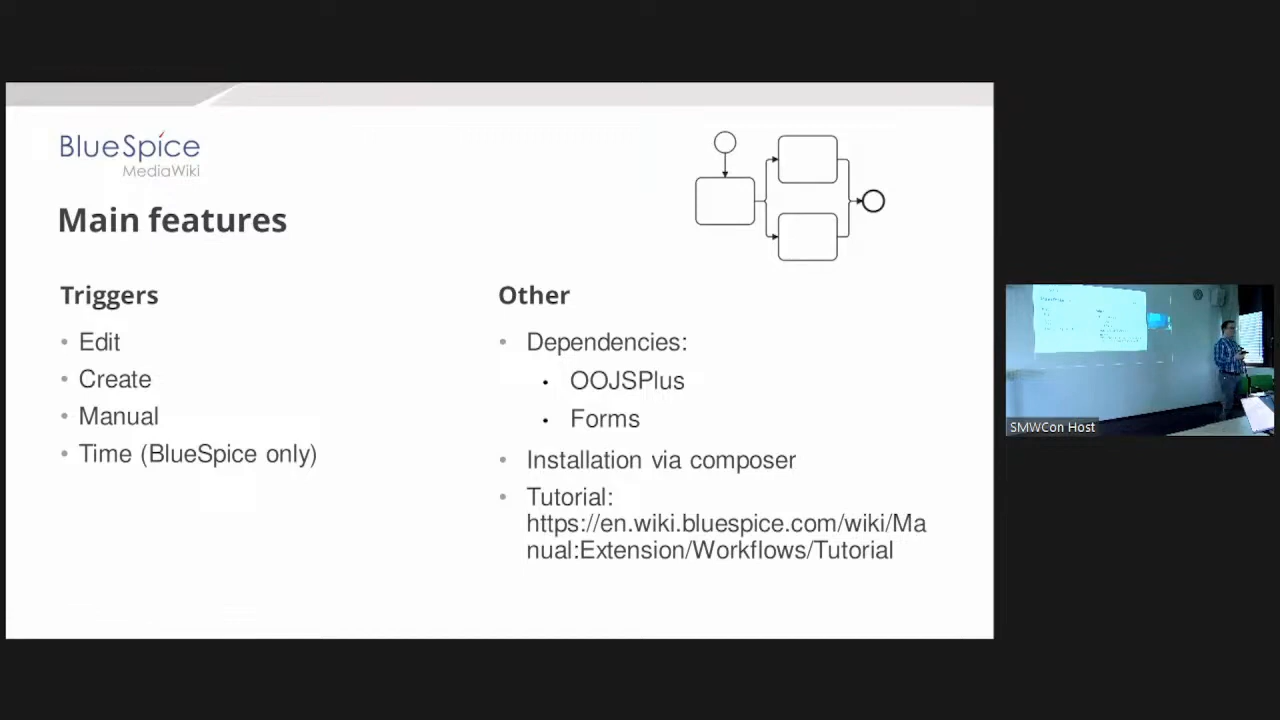 BlueSpice
MediaWiki
Main features
Triggers
• Edit
• Create
• Manual
• Time (BlueSpice only)
Other
• Dependencies:
• OOJSPlus
• Forms
• Installation via composer
• Tutorial:
https://en.wiki.bluespice.com/wiki/Ma
nual:Extension/Workflows/Tutorial
SMWCon Host